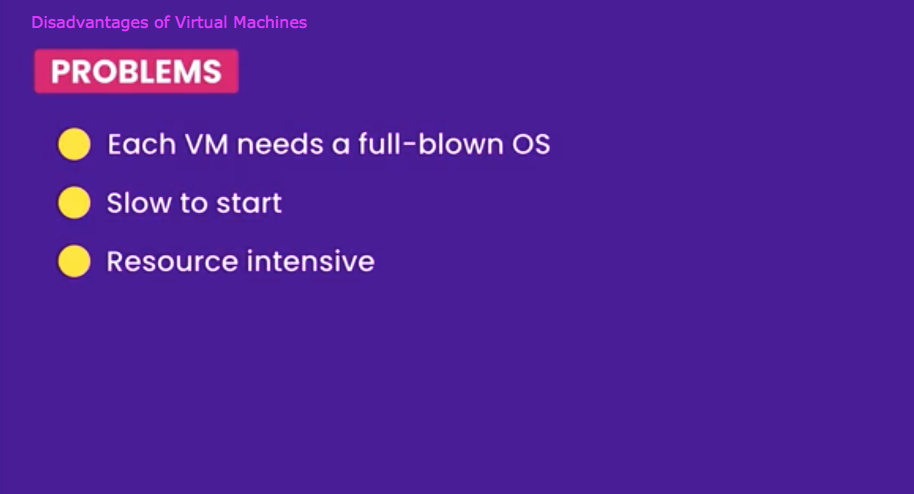 Disadvantages of Virtual Machines
PROBLEMS
Each VM needs a full-blown OS
Slow to start
Resource intensive